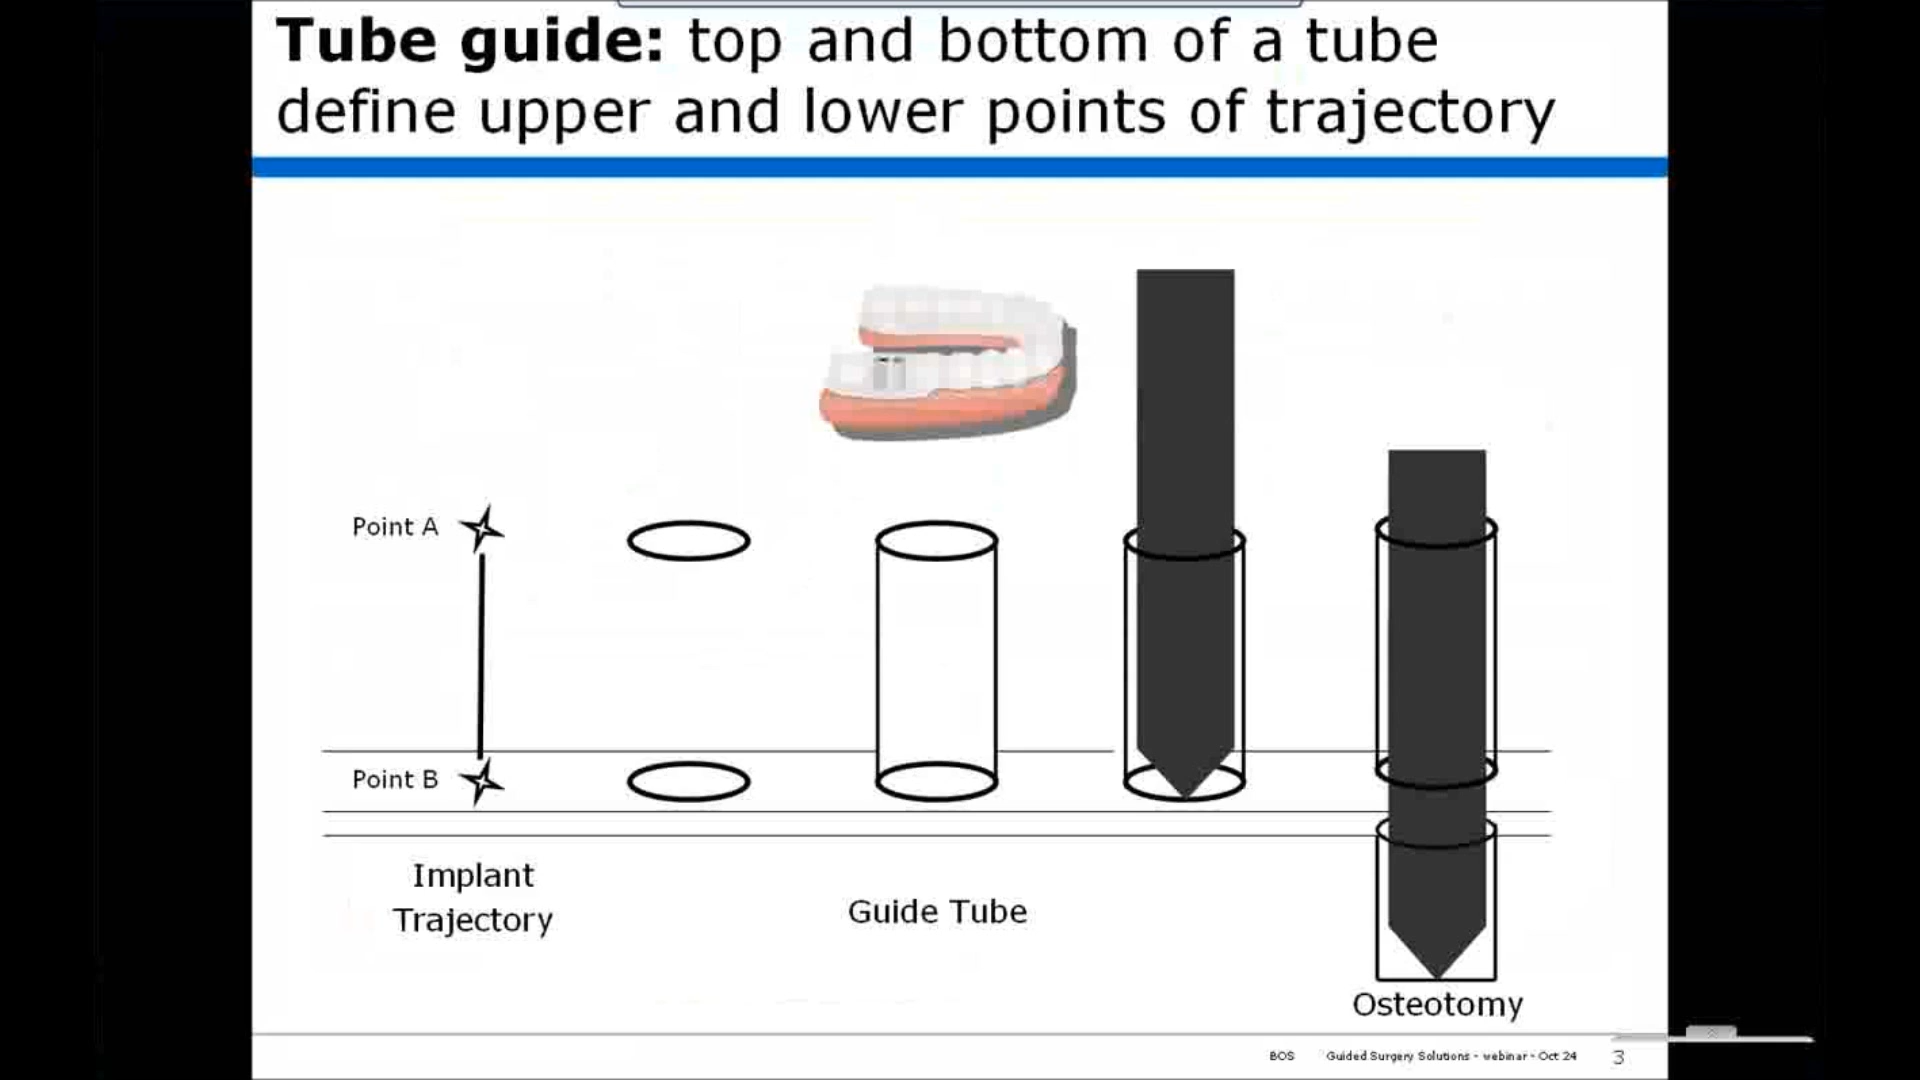 Tube guide: top and bottom of a tube
define upper and lower points of trajectory
Point A
Point B
Implant
Trajectory
Guide Tube
Osteotomy
BOS Guided Surgery Solutions - webinar - Oct 24 3